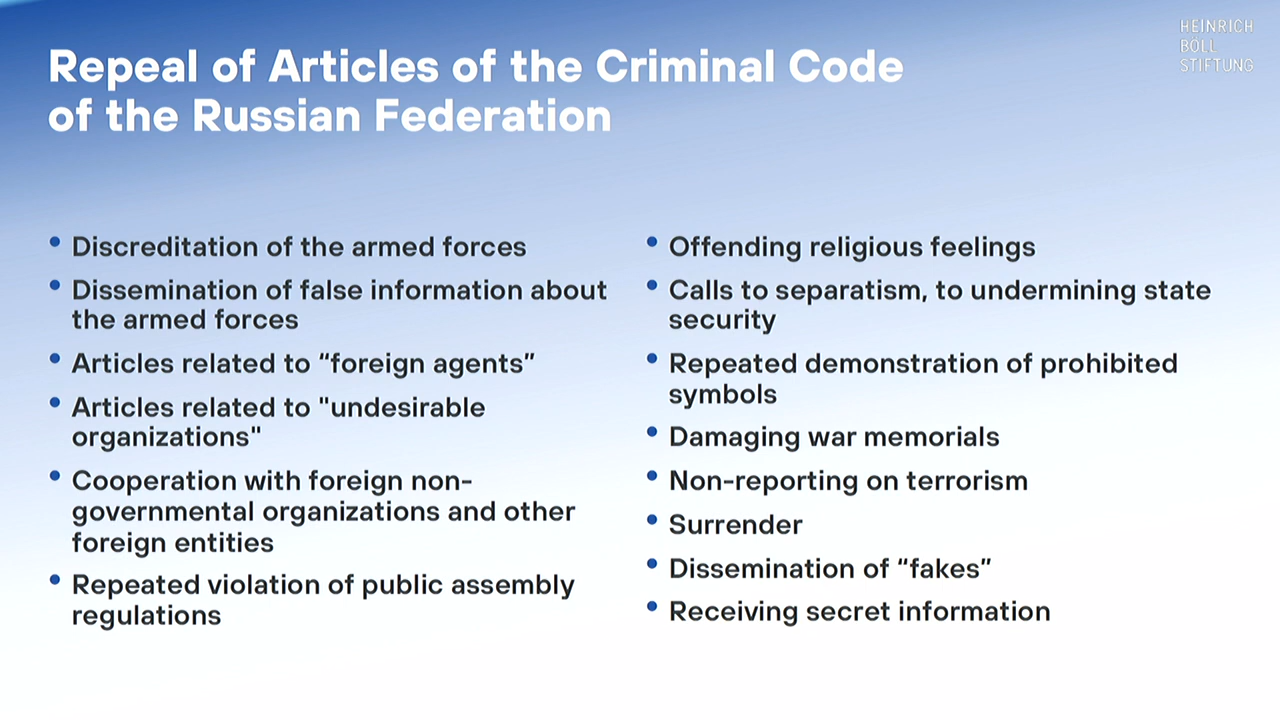 HEINRICH
BÖLL
STIFTUNG
Repeal of Articles of the Criminal Code
of the Russian Federation
• Discreditation of the armed forces
• Dissemination of false information about
the armed forces
• Articles related to “foreign agents”
• Articles related to "undesirable
organizations"
• Cooperation with foreign non-
governmental organizations and other
foreign entities
• Repeated violation of public assembly
regulations
• Offending religious feelings
• Calls to separatism, to undermining state
security
• Repeated demonstration of prohibited
symbols
• Damaging war memorials
• Non-reporting on terrorism
• Surrender
• Dissemination of “fakes”
• Receiving secret information